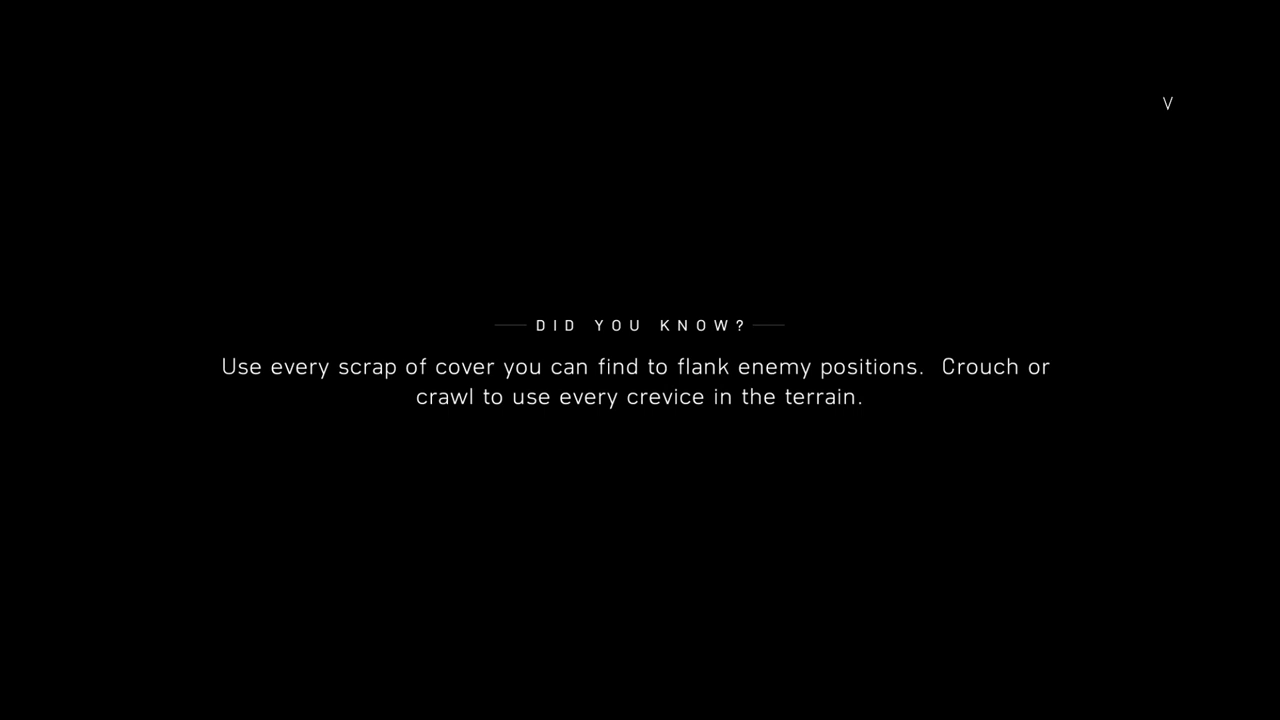 V
DID YOU KNOW?
Use every scrap of cover you can find to flank enemy positions.  Crouch or
crawl to use every crevice in the terrain.